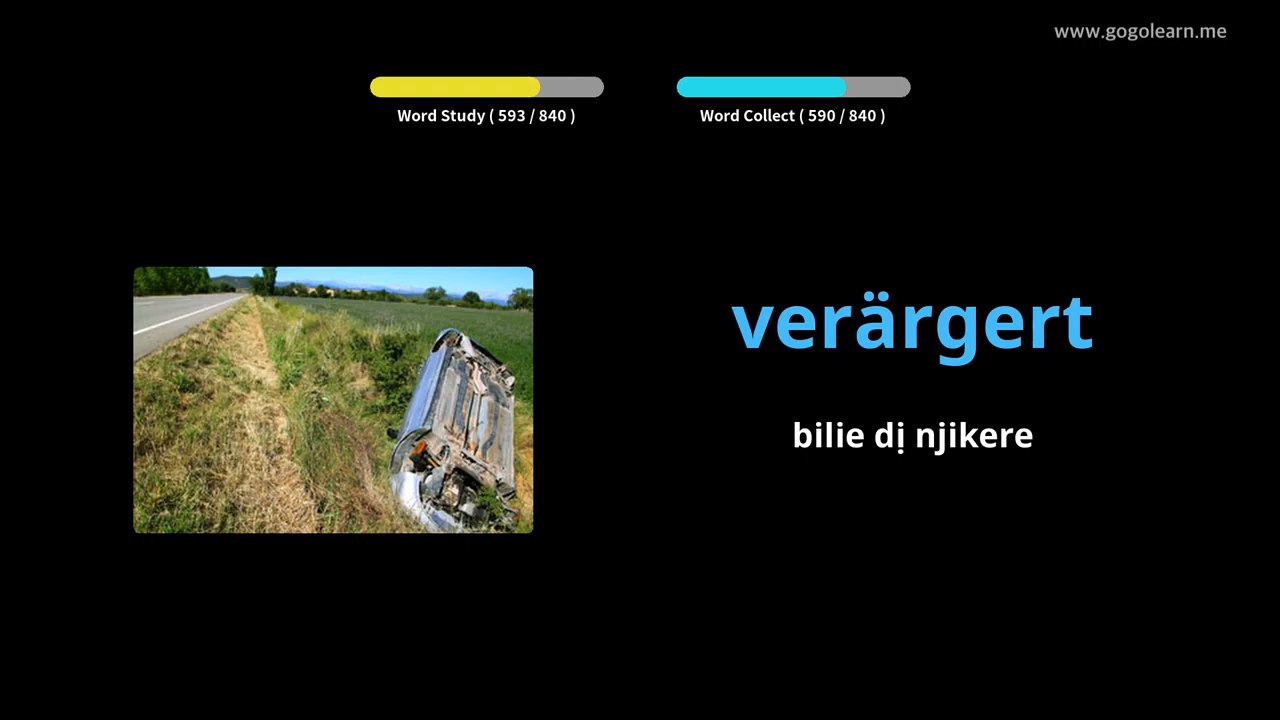 www.gogolearn.me
Word Study ( 593 / 840 )
Word Collect ( 590 / 840 )
verärgert
bilie dị njikere